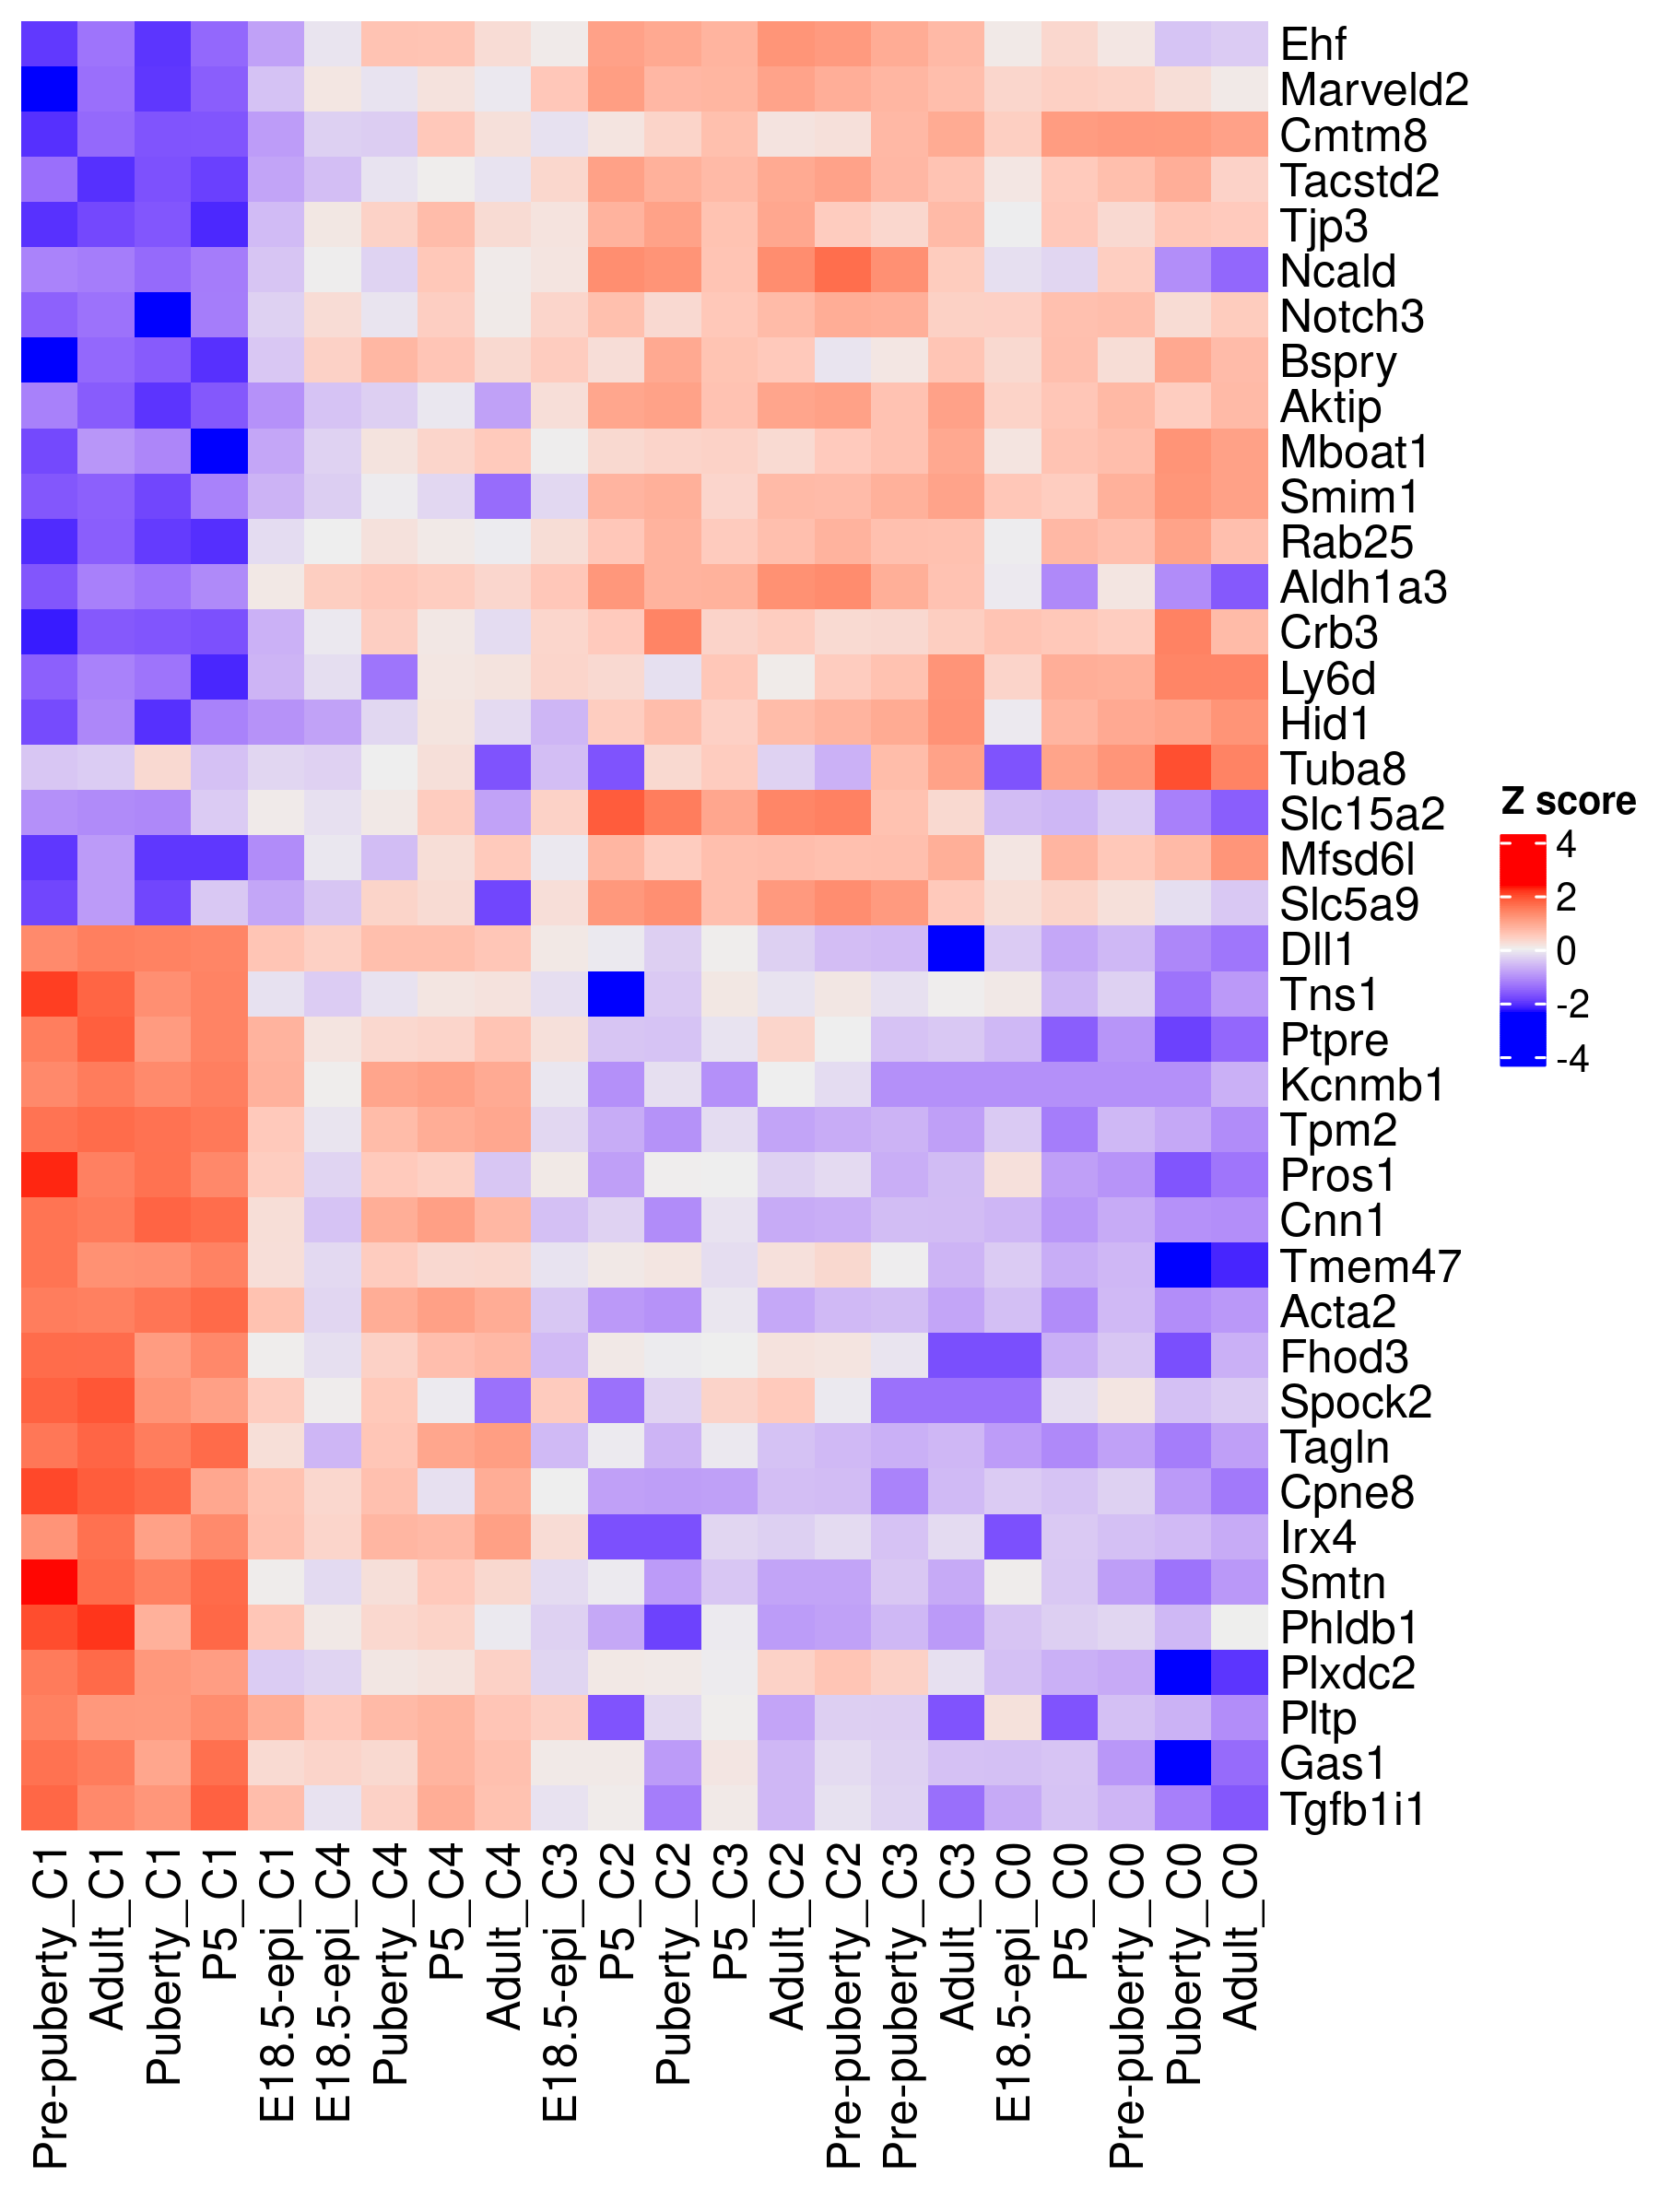 Ehf
Marveld2
Cmtm8
Tacstd2
Tjp3
Ncald
Notch3
Bspry
Aktip
Mboat1
Smim1
Rab25
Aldh1a3
Crb3
Ly6d
Hid1
Tuba8
Slc15a2
Mfsd6l
Slc5a9
Dll1
Tns1
Ptpre
Kcnmb1
Tpm2
Pros1
Cnn1
Tmem47
Acta2
Fhod3
Spock2
Tagln
Cpne8
Irx4
Smtn
Phldb1
Plxdc2
Pltp
Gas1
Tgfb1i1
Z score
4
2
0
-2
-4
Pre-puberty_C1
Adult_C1
Puberty_C1
P5_C1
E18.5-epi_C1
E18.5-epi_C4
Puberty_C4
P5_C4
Adult_C4
E18.5-epi_C3
P5_C2
Puberty_C2
P5_C3
Adult_C2
Pre-puberty_C2
Pre-puberty_C3
Adult_C3
E18.5-epi_C0
P5_C0
Pre-puberty_C0
Puberty_C0
Adult_C0